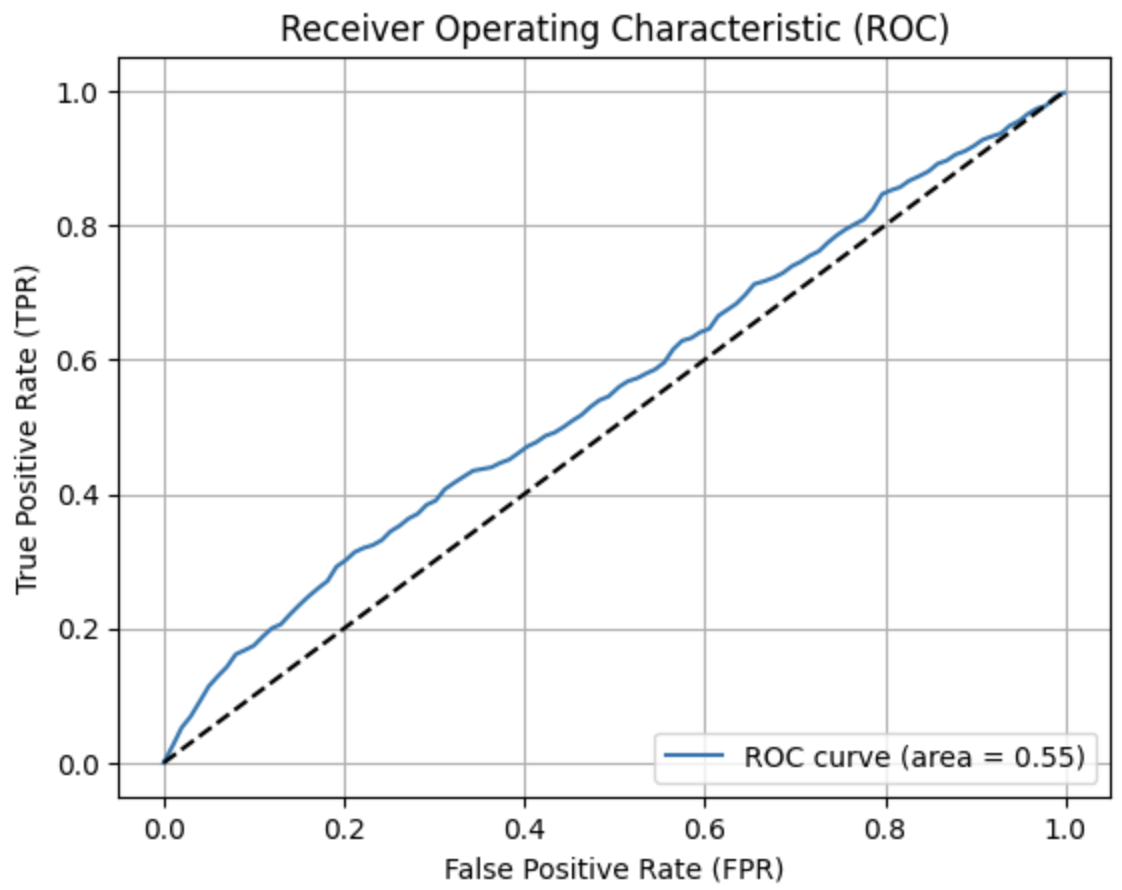 Receiver Operating Characteristic (ROC)
True Positive Rate (TPR)
1.0
0.8
0.6
0.4
0.2
0.0
ROC curve (area = 0.55)
0.0 0.2 0.4 0.6 0.8 1.0
False Positive Rate (FPR)